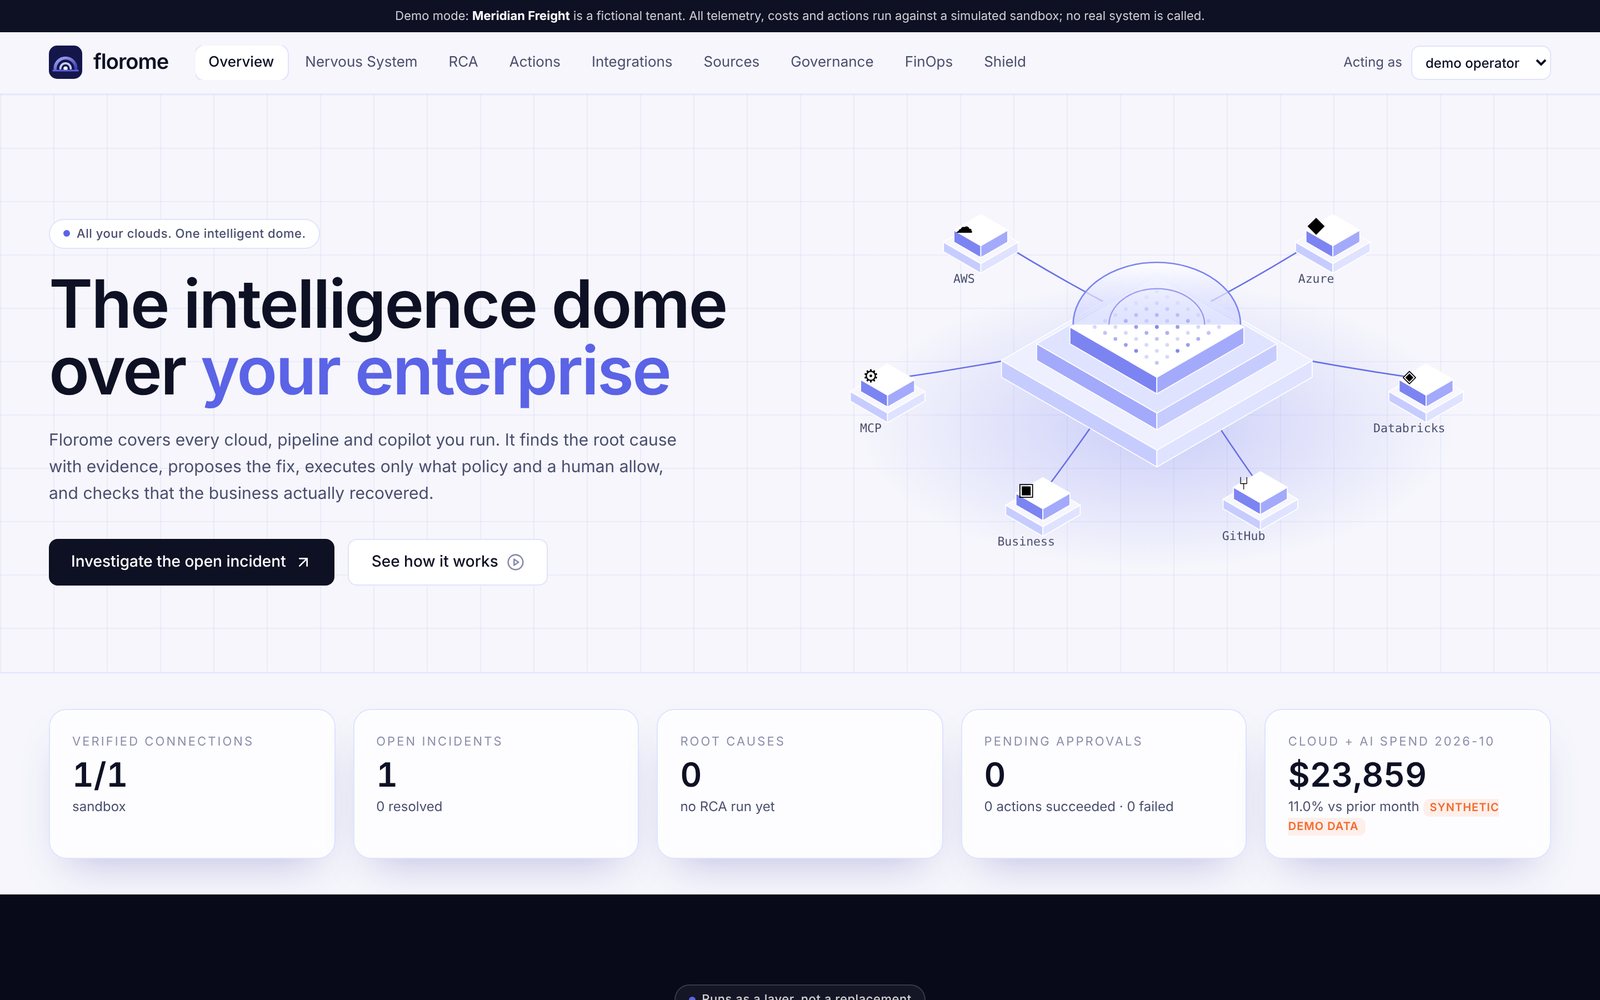 Demo mode: Meridian Freight is a fictional tenant. All telemetry, costs and actions run against a simulated sandbox; no real system is called.
florome
Overview
Nervous System
RCA
Actions
Integrations
Sources
Governance
FinOps
Shield
Acting as
demo operator
All your clouds. One intelligent dome.
The intelligence dome
over your enterprise
Florome covers every cloud, pipeline and copilot you run. It finds the root cause
with evidence, proposes the fix, executes only what policy and a human allow,
and checks that the business actually recovered.
Investigate the open incident
See how it works
AWS
Azure
MCP
Databricks
Business
GitHub
VERIFIED CONNECTIONS
1/1
sandbox
OPEN INCIDENTS
1
0 resolved
ROOT CAUSES
0
no RCA run yet
PENDING APPROVALS
0
0 actions succeeded · 0 failed
CLOUD + AI SPEND 2026-10
$23,859
11.0% vs prior month SYNTHETIC
DEMO DATA
Runs as a layer, not a replacement